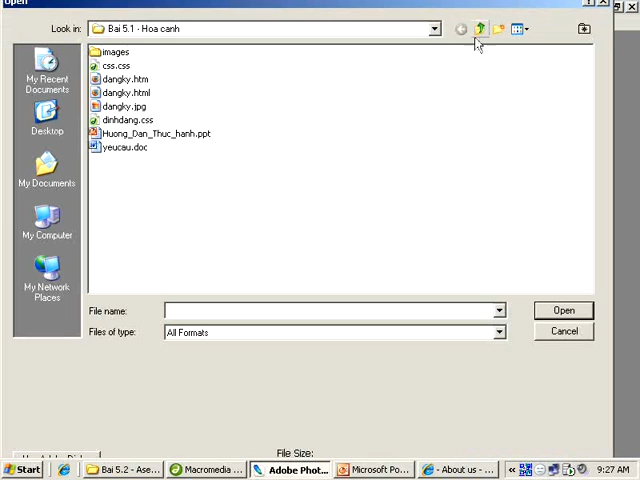 Open
Look in:
Bai 5.1 - Hoa canh
My Recent
Documents
Desktop
My Documents
My Computer
My Network
Places
images
css.css
dangky.htm
dangky.html
dangky.jpg
dinhdang.css
Huong_Dan_Thuc_hanh.ppt
yeucau.doc
File name:
Open
Files of type:
All Formats
Cancel
File Size:
Start
Bai 5.2 - Ase...
Macromedia ...
Adobe Phot...
Microsoft Po...
About us - ...
«
9:27 AM